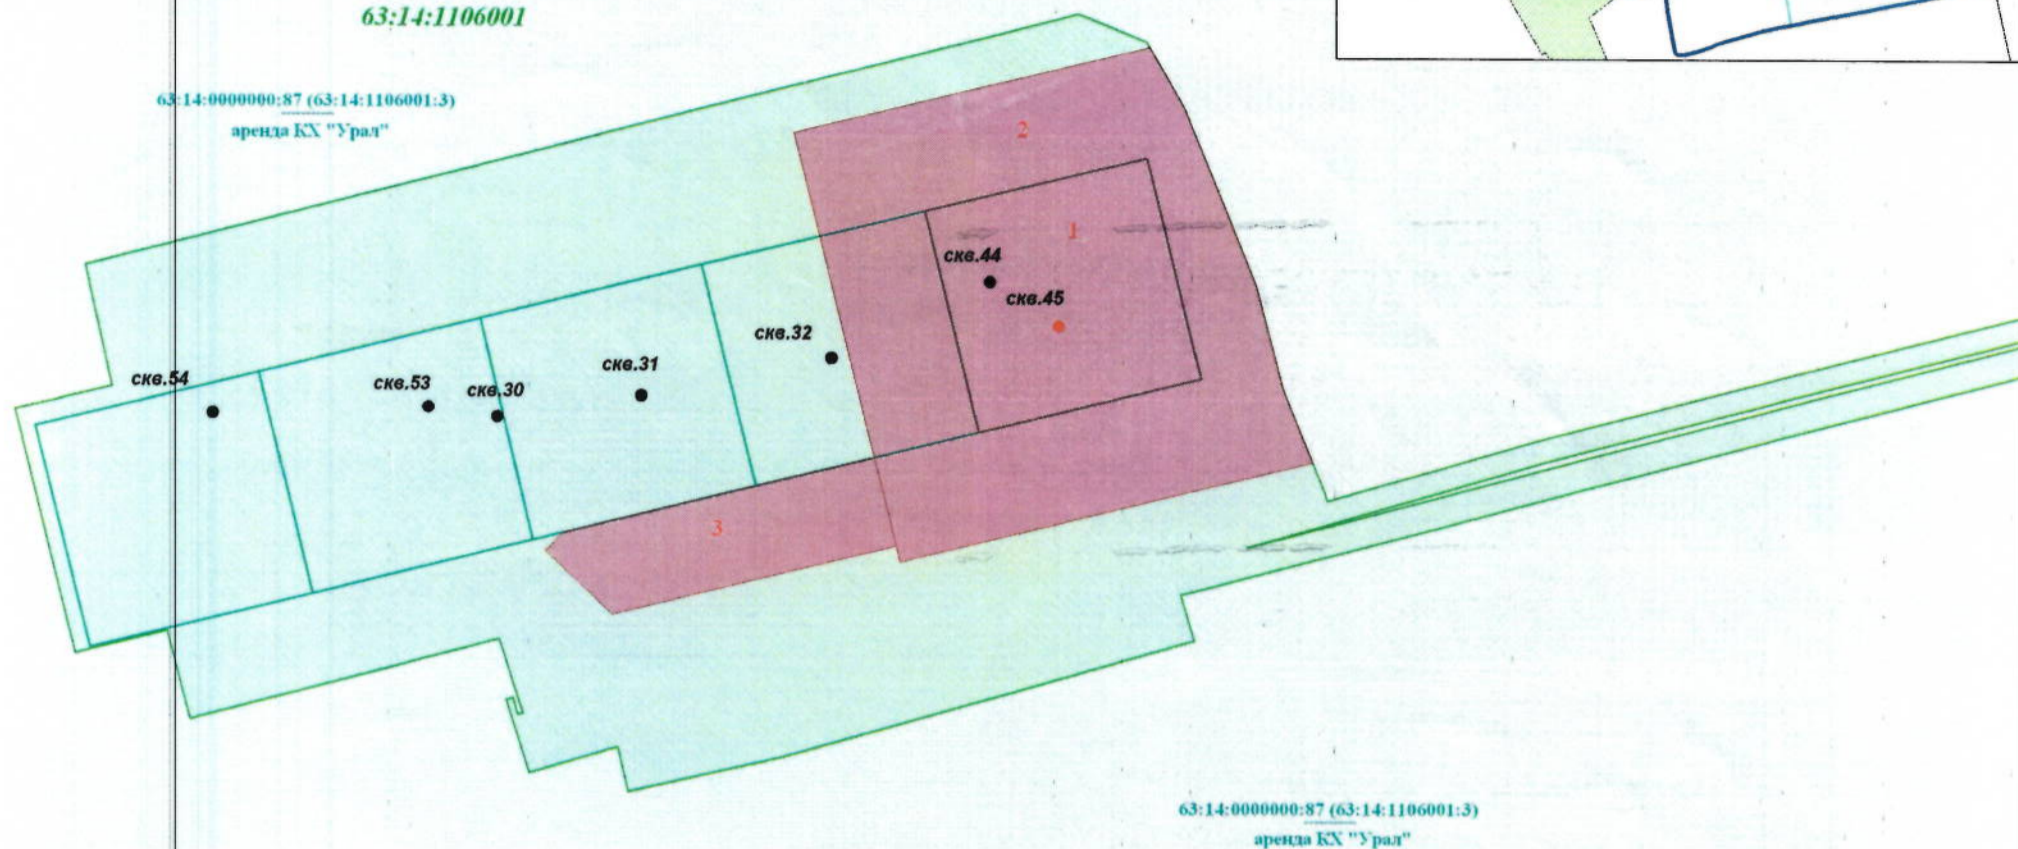 63:14:1106001
63:14:0000000:87 (63:14:1106001:3)
аренда КХ "Урал"
2
1
скв.44
скв.45
скв.32
скв.31
скв.54
скв.53
скв.30
3
63:14:0000000:87 (63:14:1106001:3)
аренда КХ "Урал"